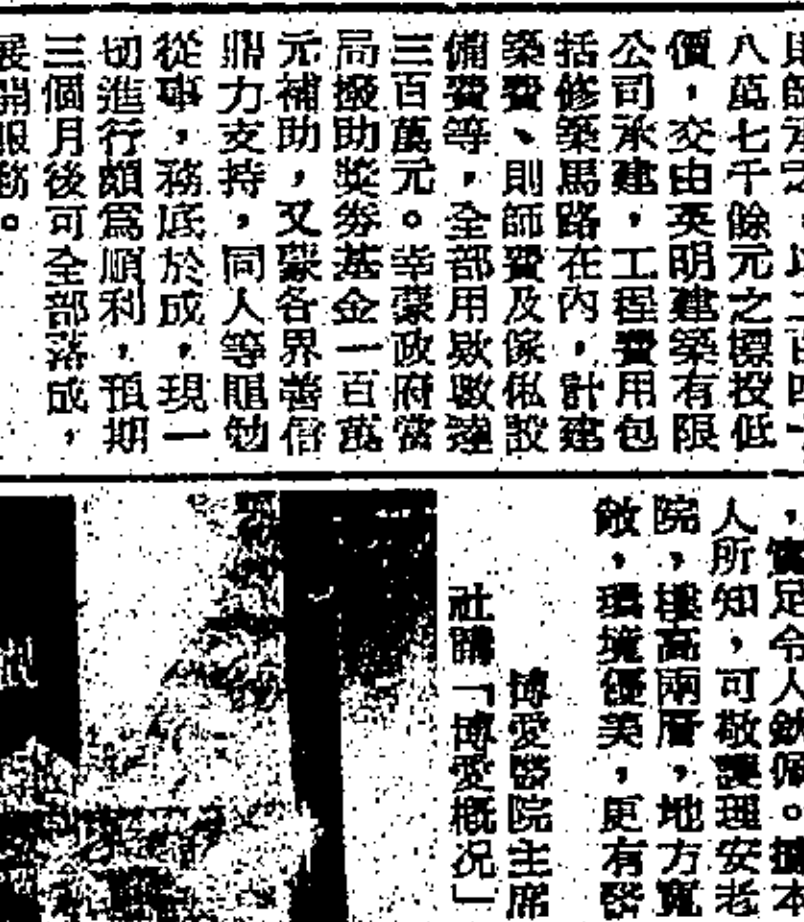 八萬七千餘元之標投低
價，交由英明建築有限
公司承建，工程費用包
括修築馬路在內，計建
築費、則師費及傢俬設
備費等，全部用欵數達
三百萬元。幸蒙政府當
局撥助獎券基金一百萬
元補助，又蒙各界善信
鼎力支持，同人等黽勉
從事，務底於成，現一
切進行頗爲順利，預期
三個月後可全部落成，
展開服務。
，實足令人欽佩。據本
人所知，可敬護理安老
院，樓高兩層，地方寬
敞，環境優美，更有醫
博愛醫院主席
社購「博愛概况」